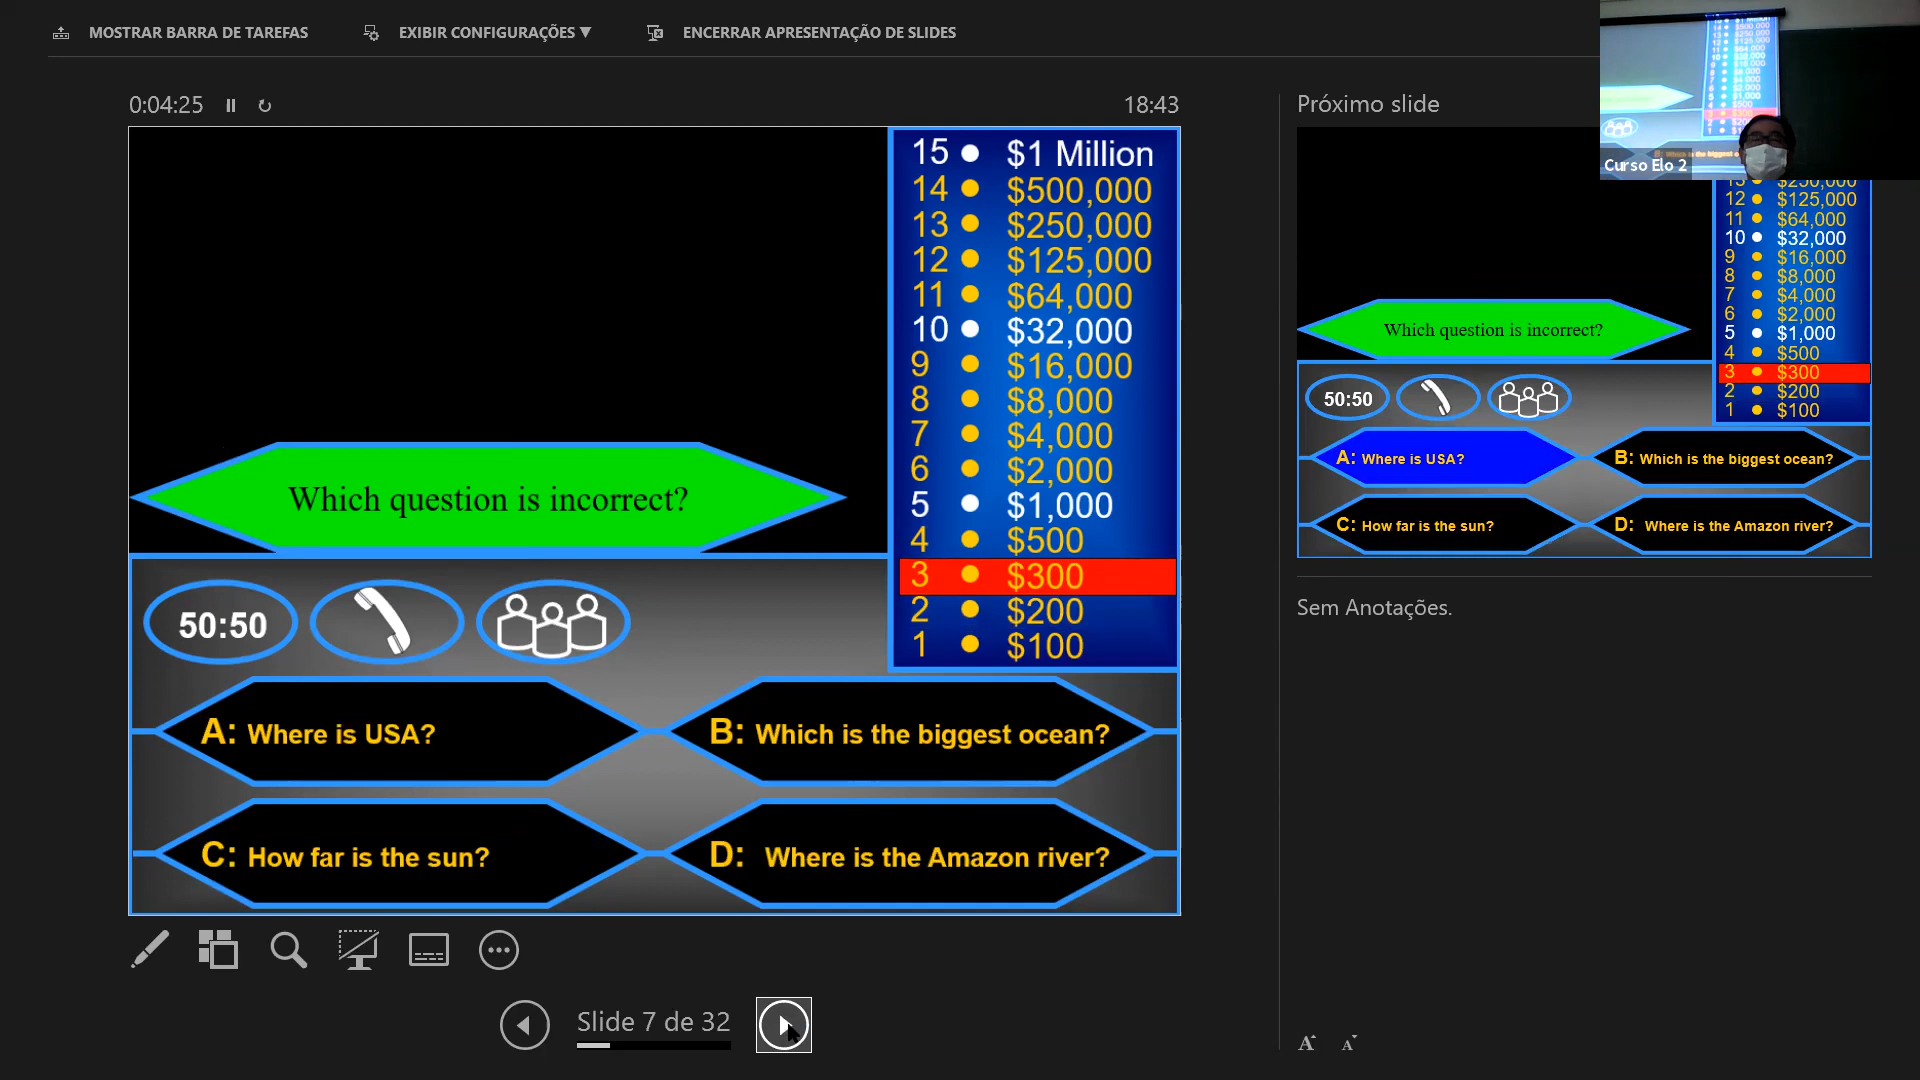 MOSTRAR BARRA DE TAREFAS
EXIBIR CONFIGURAÇÕES ▼
ENCERRAR APRESENTAÇÃO DE SLIDES
0:04:25
18:43
15 • $1 Million
14 • $500,000
13 • $250,000
12 • $125,000
11 • $64,000
10 • $32,000
9 • $16,000
8 • $8,000
7 • $4,000
6 • $2,000
5 • $1,000
4 • $500
3 • $300
2 • $200
1 • $100
Which question is incorrect?
50:50
A: Where is USA?
B: Which is the biggest ocean?
C: How far is the sun?
D: Where is the Amazon river?
Slide 7 de 32
Próximo slide
Curso Elo 2
13 • $250,000
12 • $125,000
11 • $64,000
10 • $32,000
9 • $16,000
8 • $8,000
7 • $4,000
6 • $2,000
5 • $1,000
4 • $500
3 • $300
2 • $200
1 • $100
Which question is incorrect?
50:50
A: Where is USA?
B: Which is the biggest ocean?
C: How far is the sun?
D: Where is the Amazon river?
Sem Anotações.
A A